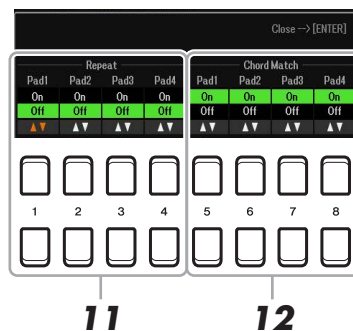 Close --> [ENTER]
Repeat Chord Match
Pad1 Pad2 Pad3 Pad4 Pad1 Pad2 Pad3 Pad4
On On On On On On On On
Off Off Off Off Off Off Off Off
1 2 3 4 5 6 7 8
11 12